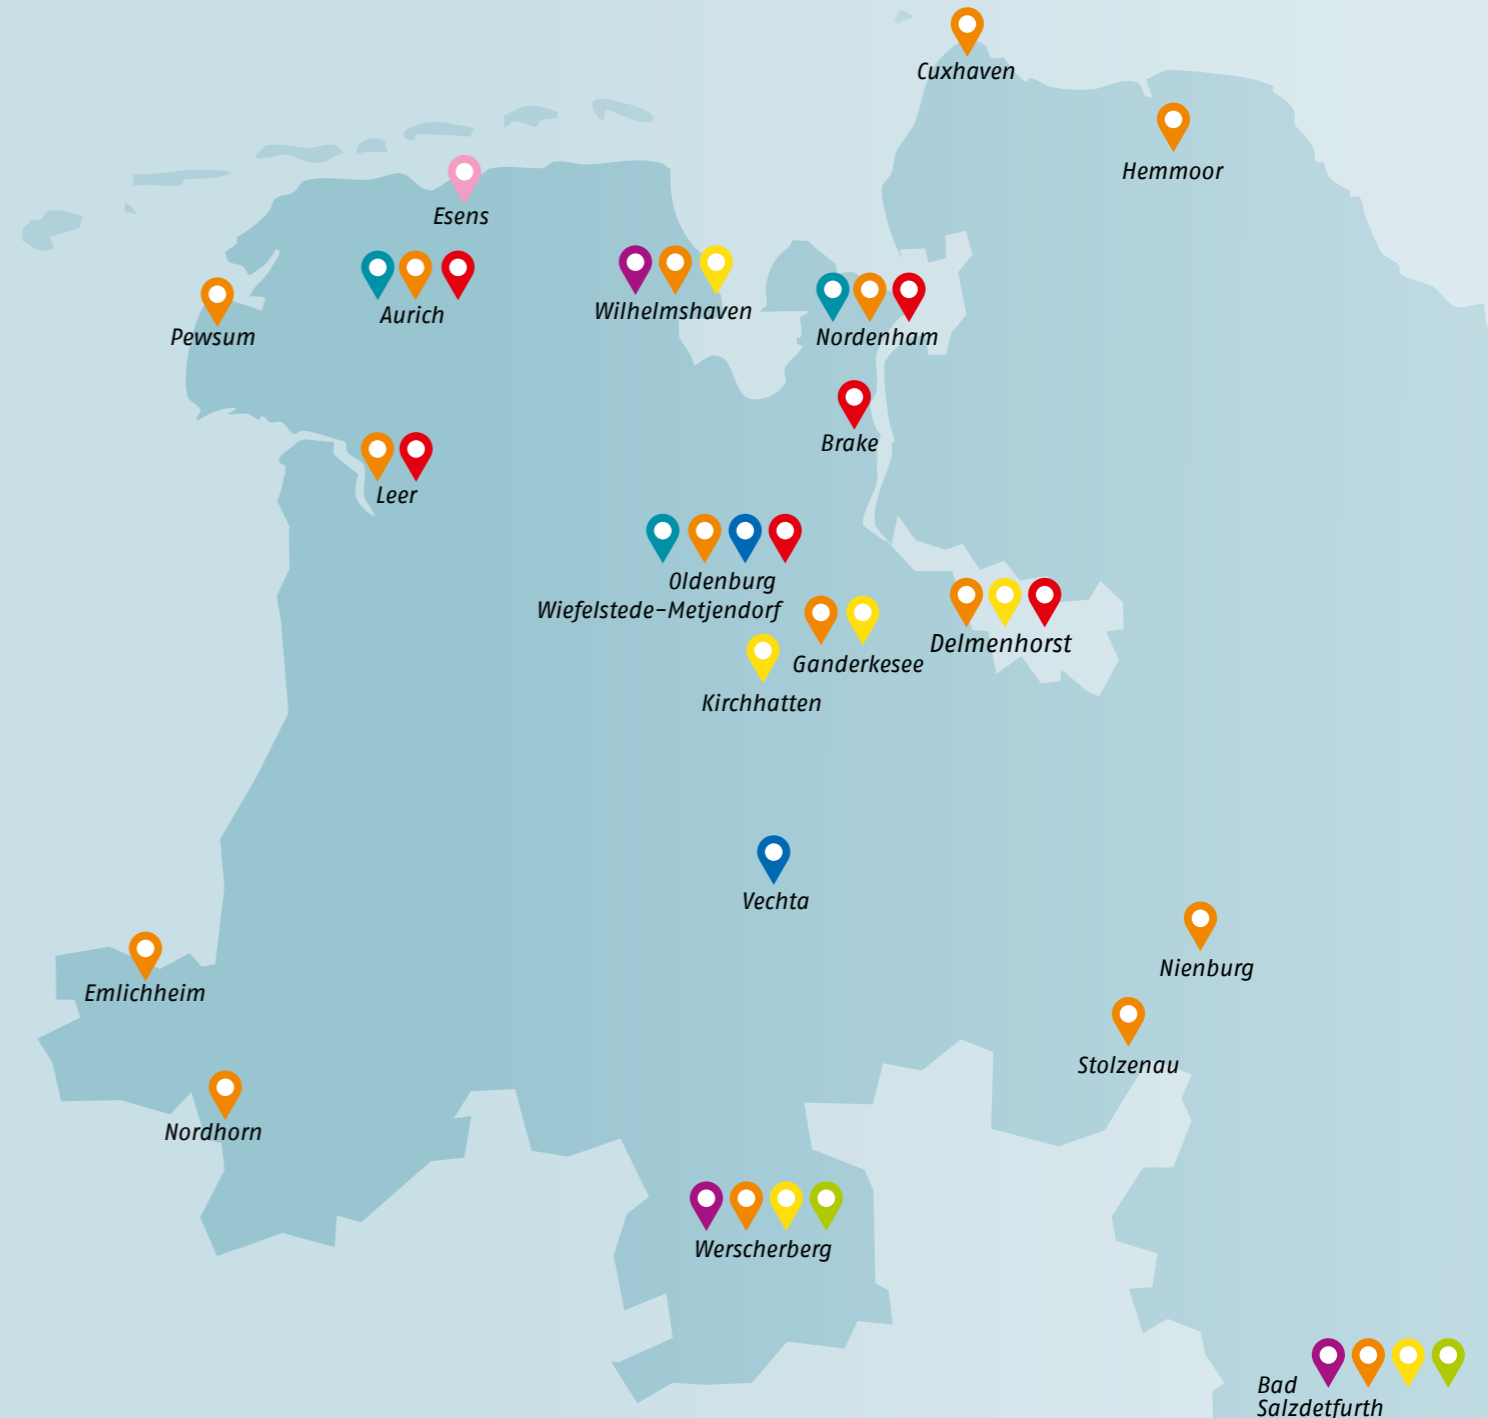 Cuxhaven
Hemmoor
Esens
Aurich
Wilhelmshaven
Pewsum
Nordenham
Brake
Leer
Oldenburg
Wiefelstede-Metjendorf
Delmenhorst
Ganderkesee
Kirchhatten
Vechta
Nienburg
Emlichheim
Stolzenau
Nordhorn
Werscherberg
Bad
Salzdetfurth